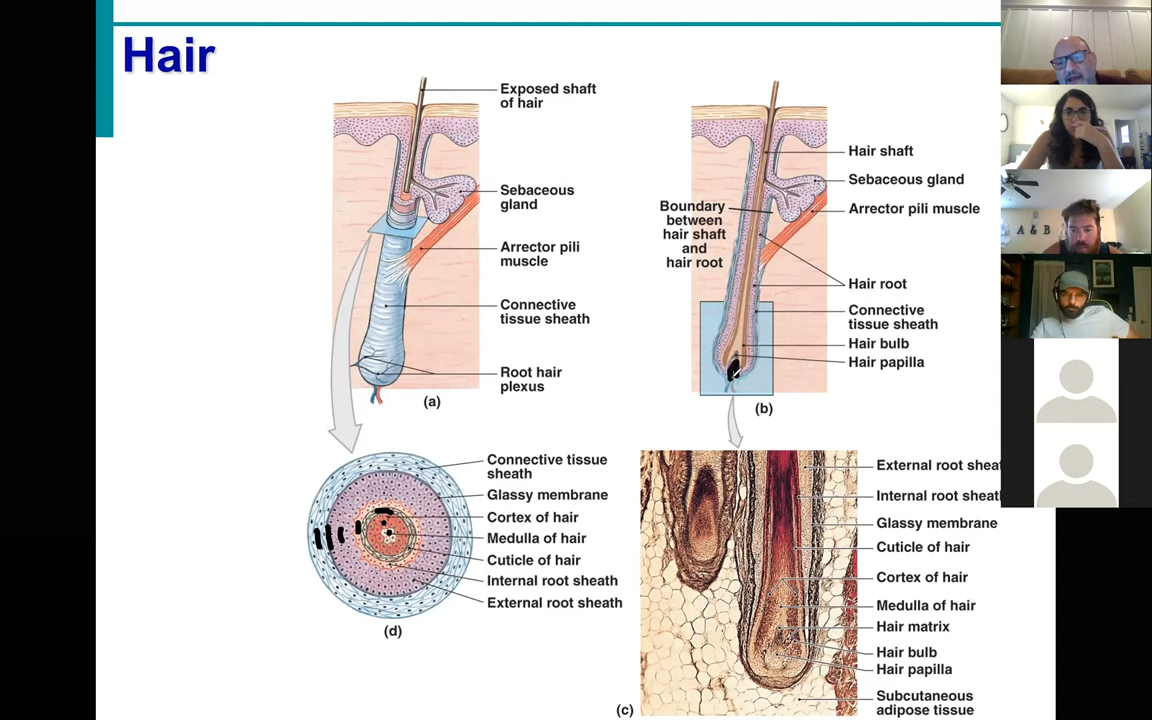 Hair
Exposed shaft
of hair
Sebaceous
gland
Arrector pili
muscle
Connective
tissue sheath
Root hair
plexus
(a)
Hair shaft
Sebaceous gland
Arrector pili muscle
Boundary
between
hair shaft
and
hair root
Hair root
Connective
tissue sheath
Hair bulb
Hair papilla
(b)
Connective tissue
sheath
Glassy membrane
Cortex of hair
Medulla of hair
Cuticle of hair
Internal root sheath
External root sheath
(d)
External root sheat
Internal root sheath
Glassy membrane
Cuticle of hair
Cortex of hair
Medulla of hair
Hair matrix
Hair bulb
Hair papilla
Subcutaneous
adipose tissue
(c)
A & B